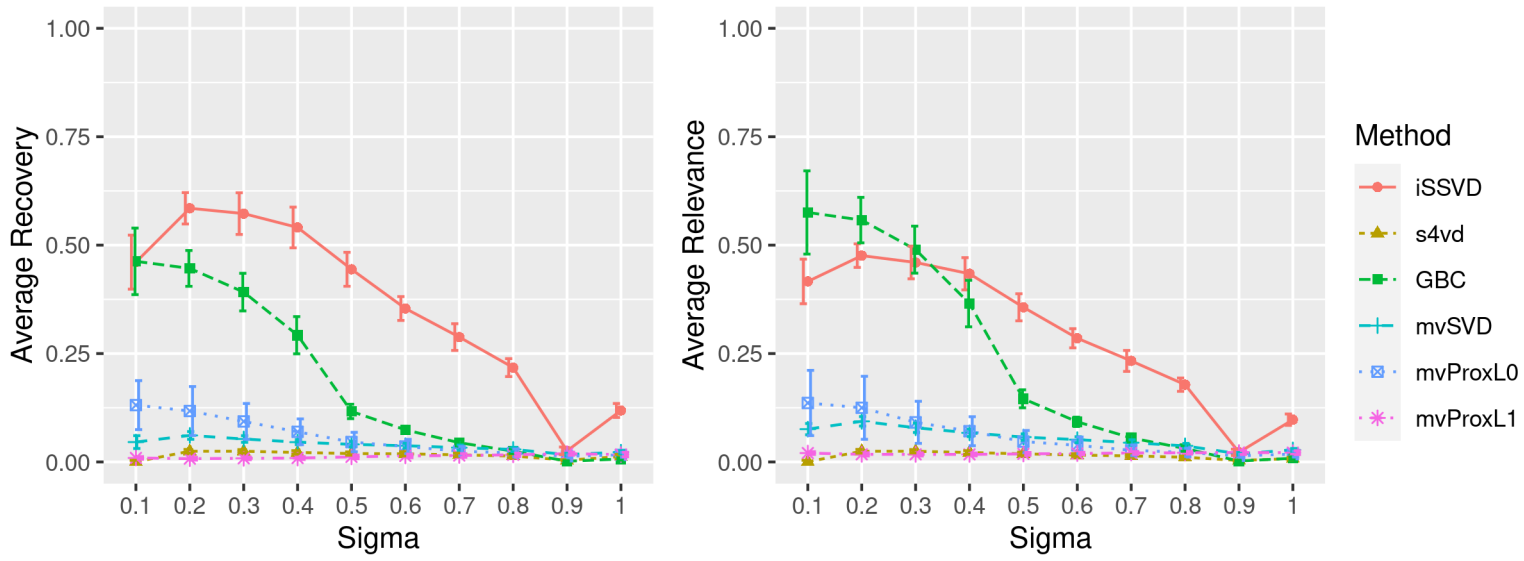 Average Recovery
1.00
0.75
0.50
0.25
0.00
0.1 0.2 0.3 0.4 0.5 0.6 0.7 0.8 0.9 1
Sigma
Average Relevance
1.00
0.75
0.50
0.25
0.00
0.1 0.2 0.3 0.4 0.5 0.6 0.7 0.8 0.9 1
Sigma
Method
iSSVD
s4vd
GBC
mvSVD
mvProxL0
mvProxL1